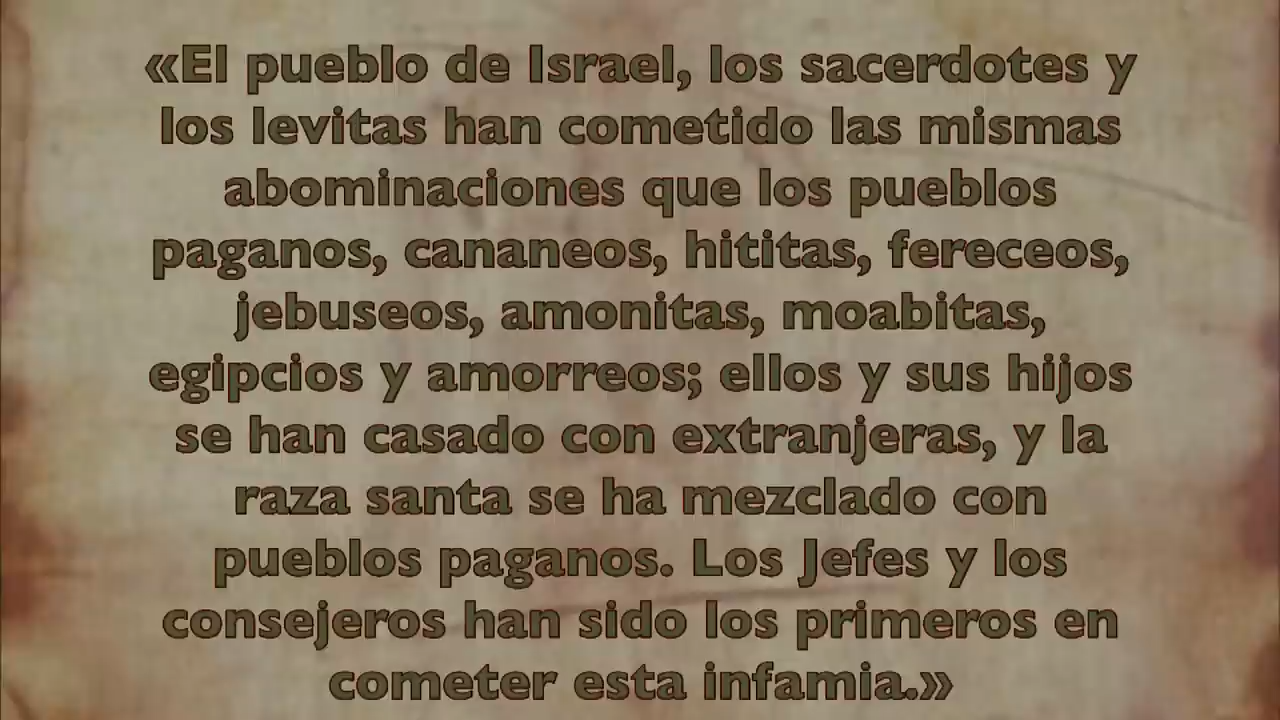 «El pueblo de Israel, los sacerdotes y
los levitas han cometido las mismas
abominaciones que los pueblos
paganos, cananeos, hititas, fereceos,
jebuseos, amonitas, moabitas,
egipcios y amorreos; ellos y sus hijos
se han casado con extranjeras, y la
raza santa se ha mezclado con
pueblos paganos. Los Jefes y los
consejeros han sido los primeros en
cometer esta infamia.»